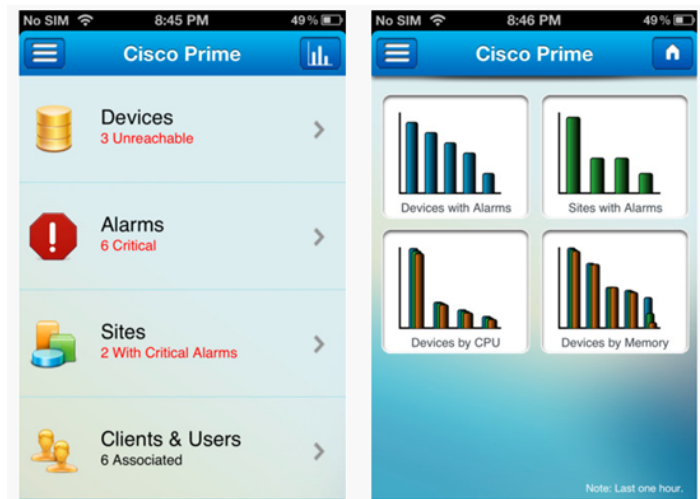 No SIM 8:45 PM 49%
Cisco Prime
Devices
3 Unreachable
Alarms
6 Critical
Sites
2 With Critical Alarms
Clients & Users
6 Associated
No SIM 8:46 PM 49%
Cisco Prime
Devices with Alarms
Sites with Alarms
Devices by CPU
Devices by Memory
Note: Last one hour.